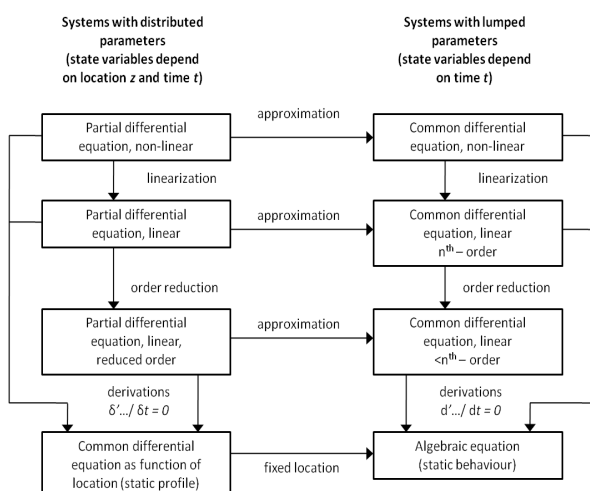 Systems with distributed
parameters
(state variables depend
on location z and time t)
Systems with lumped
parameters
(state variables depend
on time t)
Partial differential
equation, non-linear
approximation
Common differential
equation, non-linear
linearization
linearization
Partial differential
equation, linear
approximation
Common differential
equation, linear
nth – order
order reduction
order reduction
Partial differential
equation, linear,
reduced order
approximation
Common differential
equation, linear
<nth – order
derivations
δ'.../ δt = 0
derivations
d'.../ dt = 0
Common differential
equation as function of
location (static profile)
fixed location
Algebraic equation
(static behaviour)